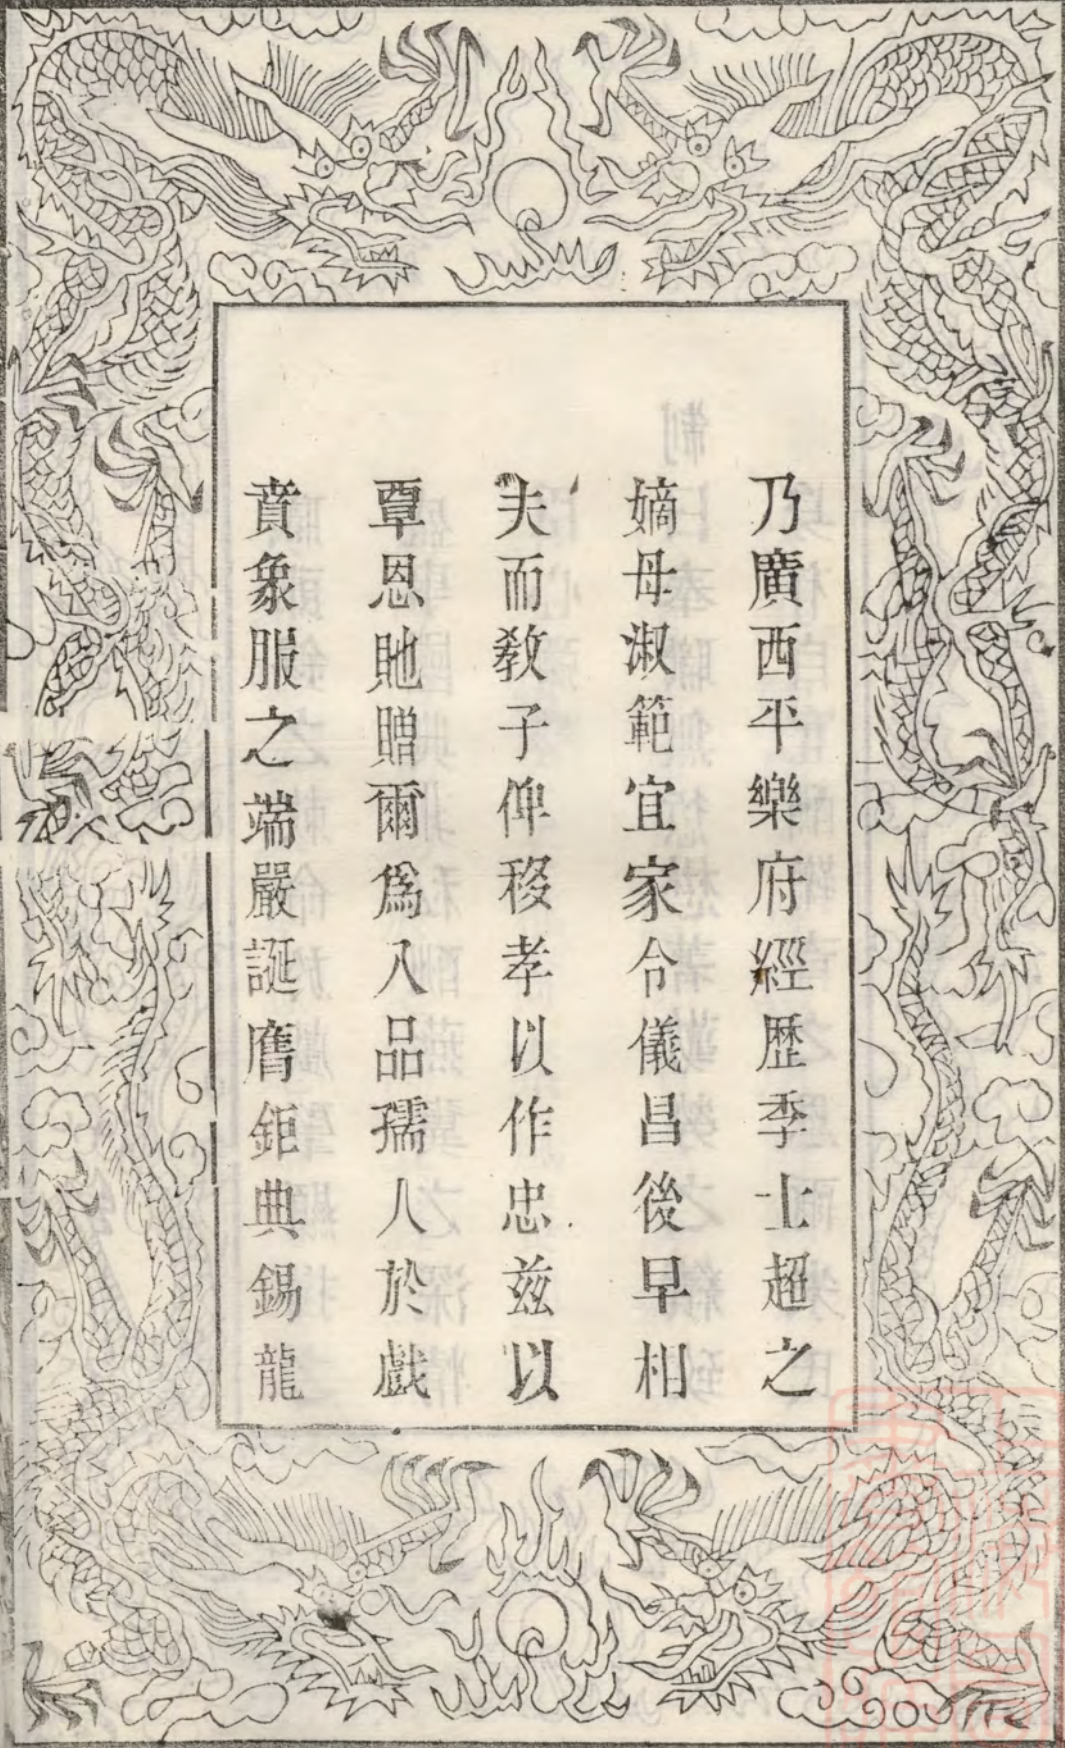 乃廣西平樂府經歷季士超之
嫡母淑範宜家令儀昌後早相
夫而教子俾移孝以作忠茲以
覃恩貤贈爾爲八品孺人於戲
賁象服之端嚴誕膺鉅典錫龍